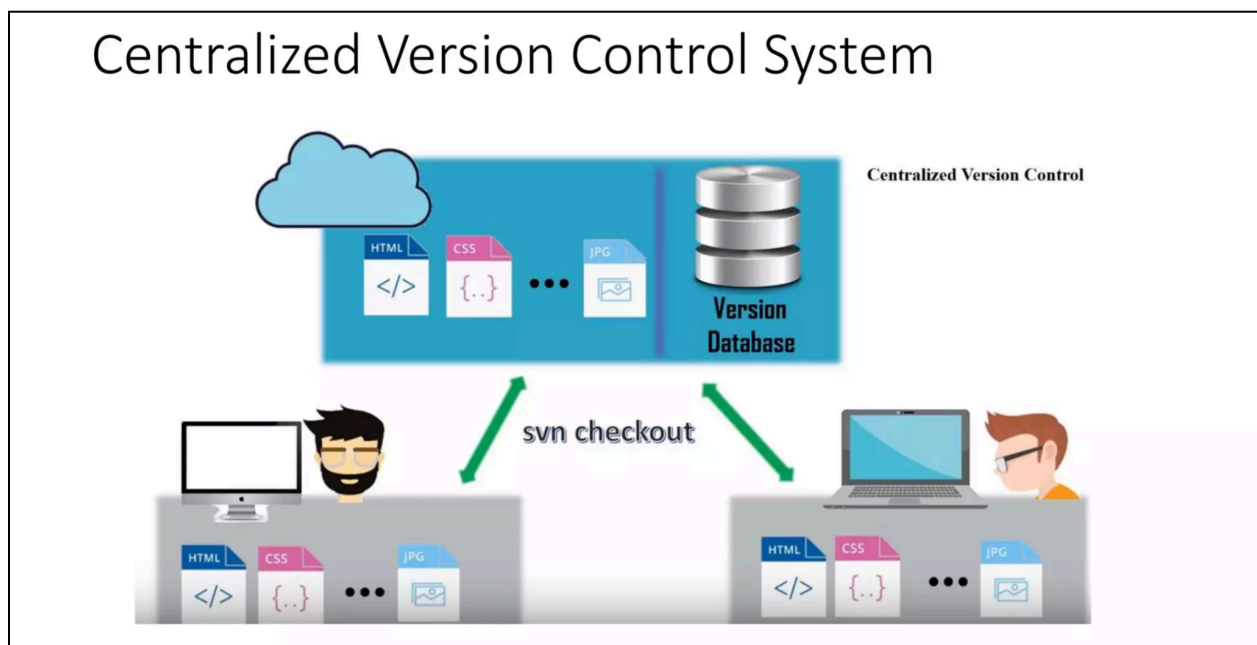 Centralized Version Control System
Centralized Version Control
HTML
</>
CSS
{..}
•••
JPG
Version
Database
svn checkout
HTML
</>
CSS
{..}
•••
JPG
HTML
</>
CSS
{..}
•••
JPG